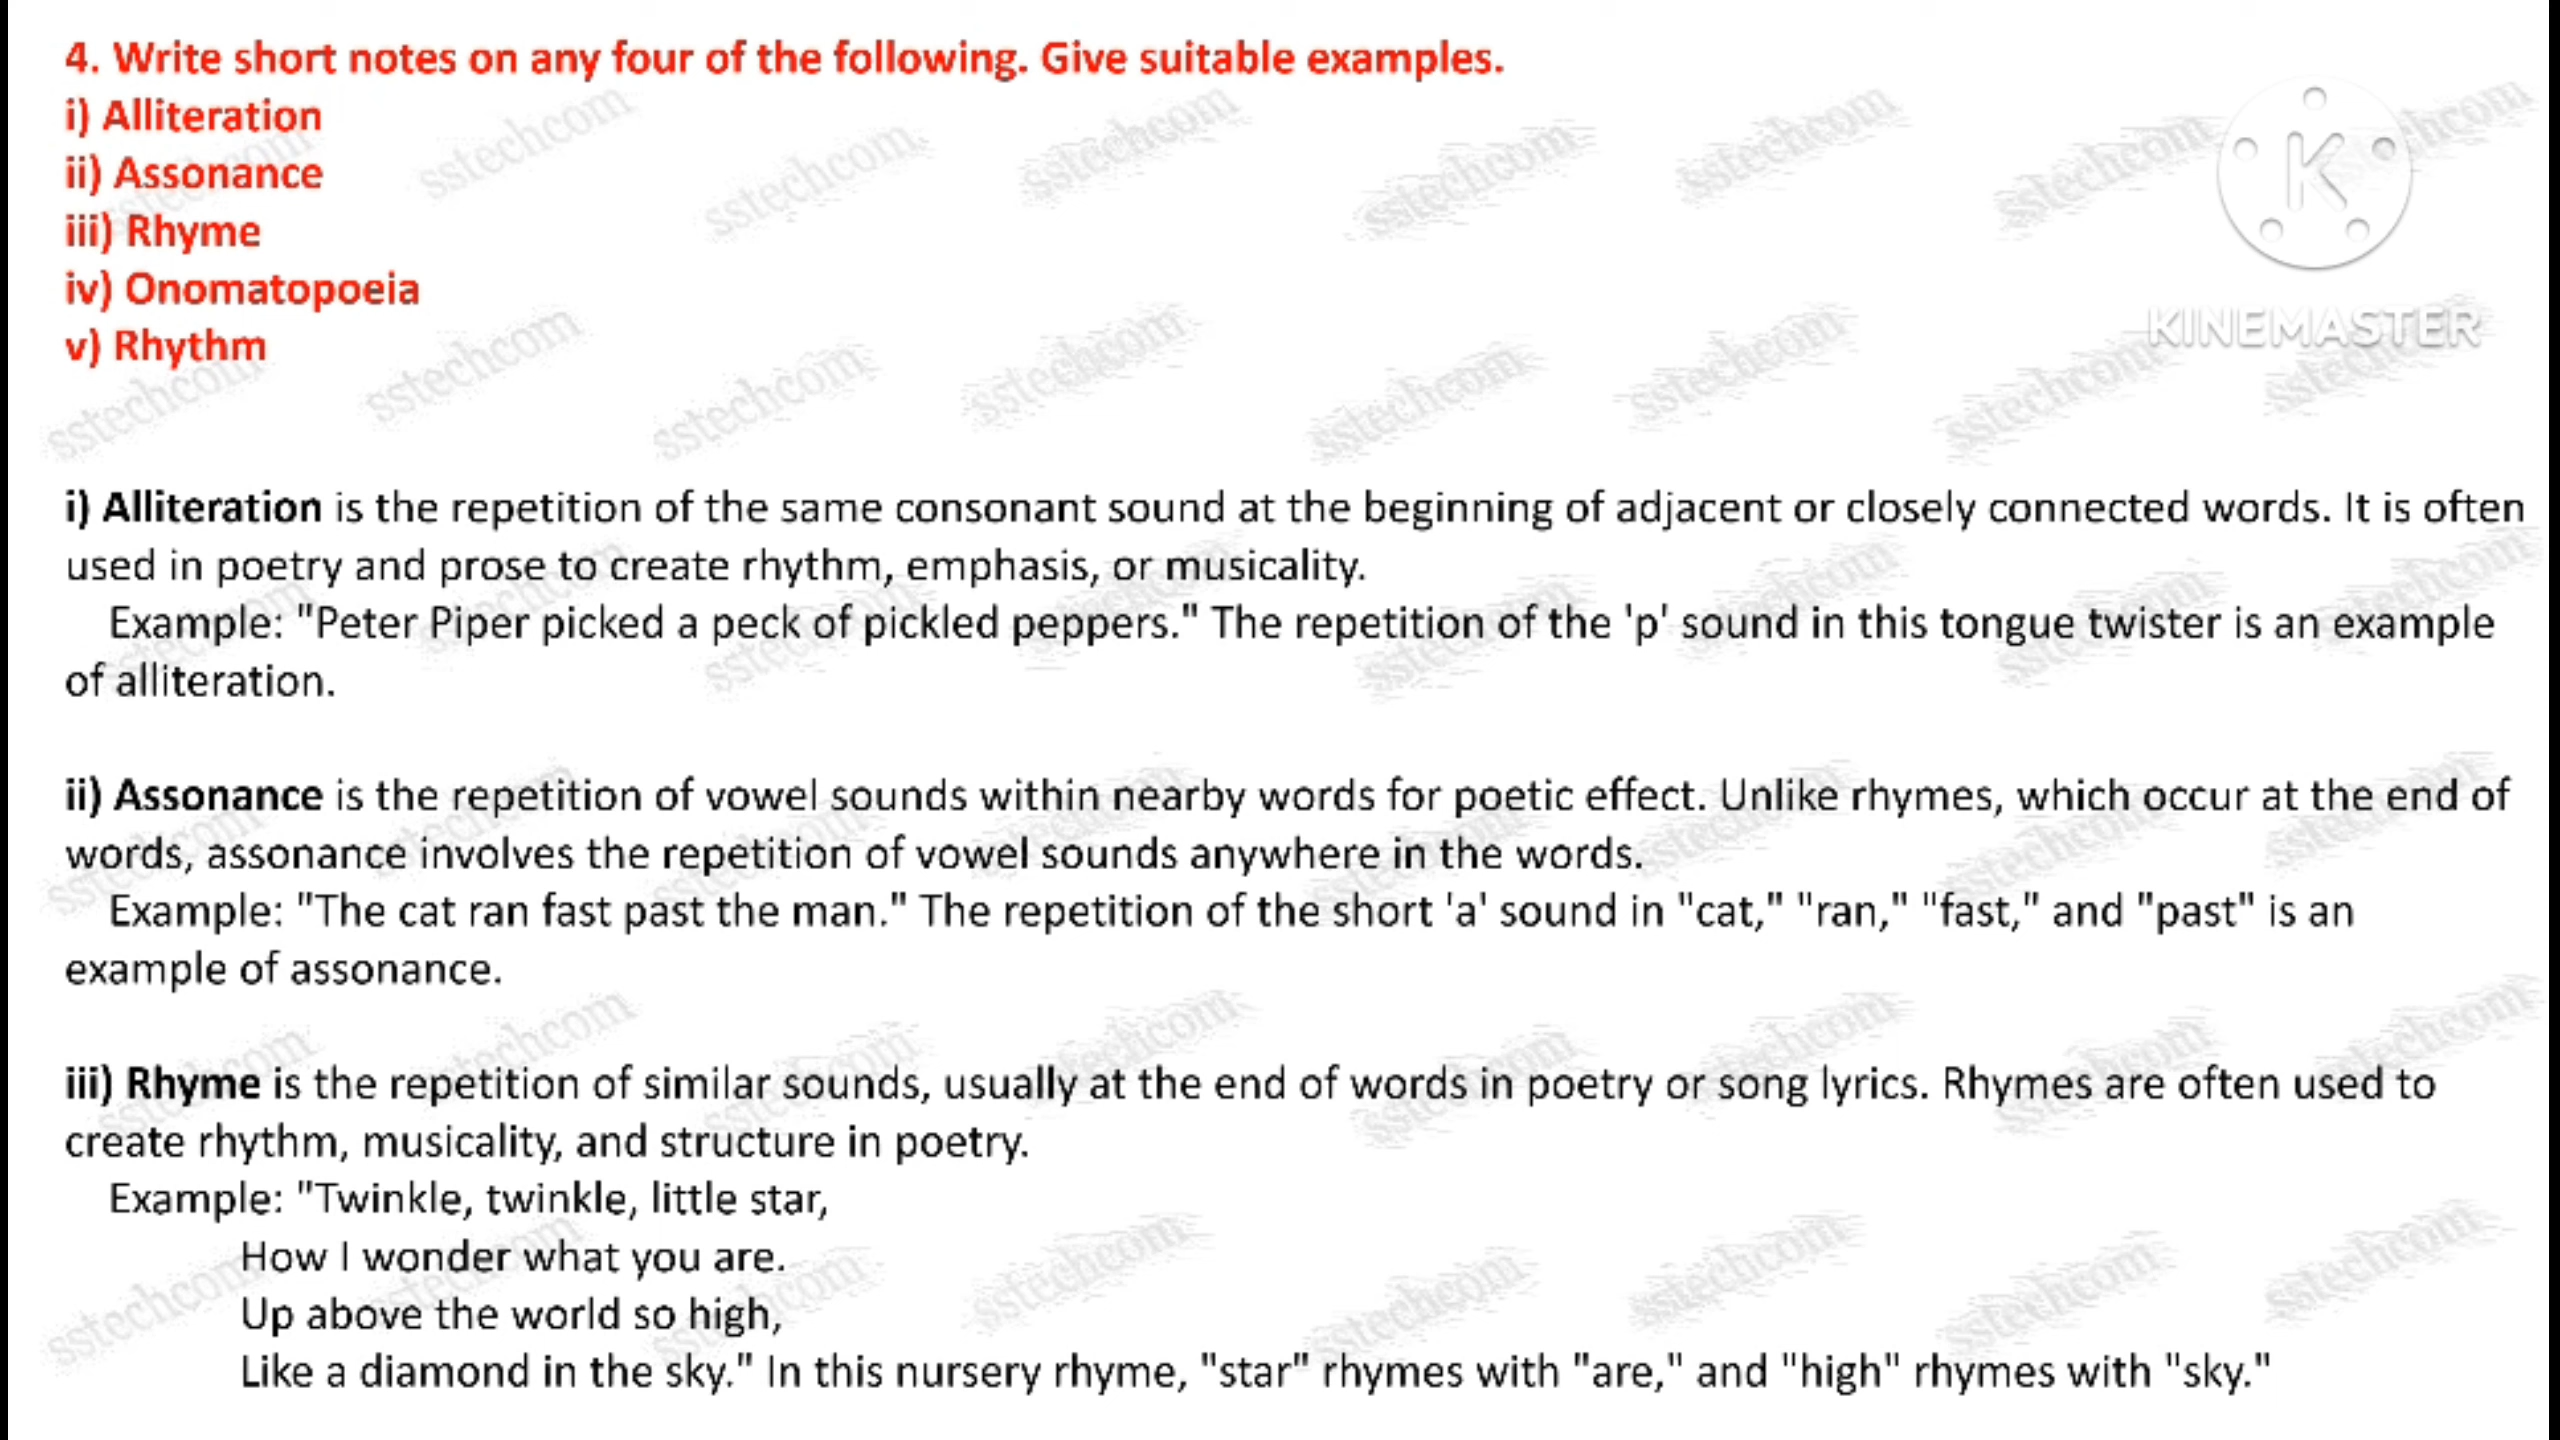 4. Write short notes on any four of the following. Give suitable examples.
i) Alliteration
ii) Assonance
iii) Rhyme
iv) Onomatopoeia
v) Rhythm
KINEMASTER
i) Alliteration is the repetition of the same consonant sound at the beginning of adjacent or closely connected words. It is often
used in poetry and prose to create rhythm, emphasis, or musicality.
Example: "Peter Piper picked a peck of pickled peppers." The repetition of the 'p' sound in this tongue twister is an example
of alliteration.
ii) Assonance is the repetition of vowel sounds within nearby words for poetic effect. Unlike rhymes, which occur at the end of
words, assonance involves the repetition of vowel sounds anywhere in the words.
Example: "The cat ran fast past the man." The repetition of the short 'a' sound in "cat," "ran," "fast," and "past" is an
example of assonance.
iii) Rhyme is the repetition of similar sounds, usually at the end of words in poetry or song lyrics. Rhymes are often used to
create rhythm, musicality, and structure in poetry.
Example: "Twinkle, twinkle, little star,
How I wonder what you are.
Up above the world so high,
Like a diamond in the sky." In this nursery rhyme, "star" rhymes with "are," and "high" rhymes with "sky."
sstechcom